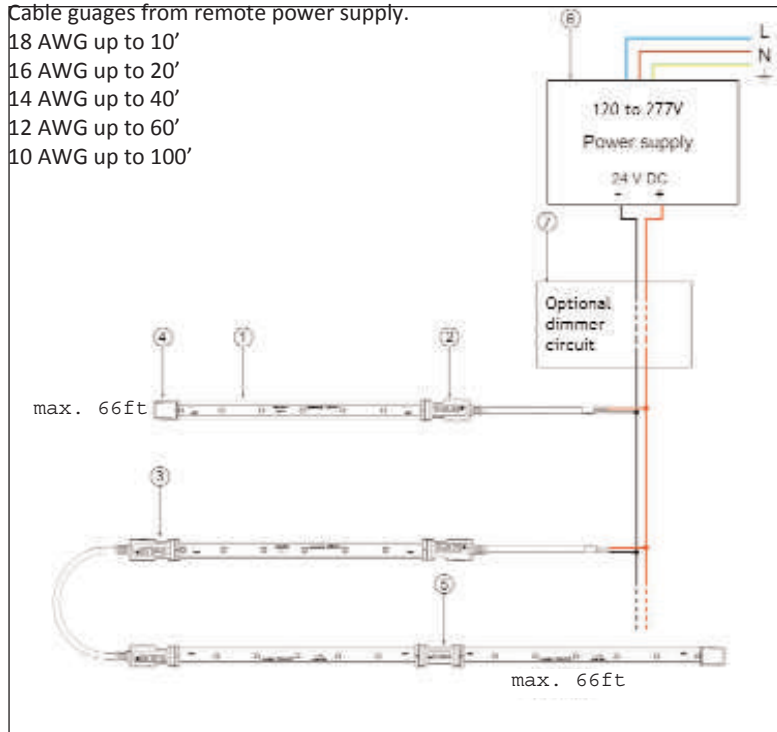 Cable guages from remote power supply.
18 AWG up to 10’
16 AWG up to 20’
14 AWG up to 40’
12 AWG up to 60’
10 AWG up to 100’
6
L
N
120 to 277V
Power supply
24 V DC
- +
7
Optional
dimmer
circuit
4 1 2
max. 66ft
3
5
max. 66ft